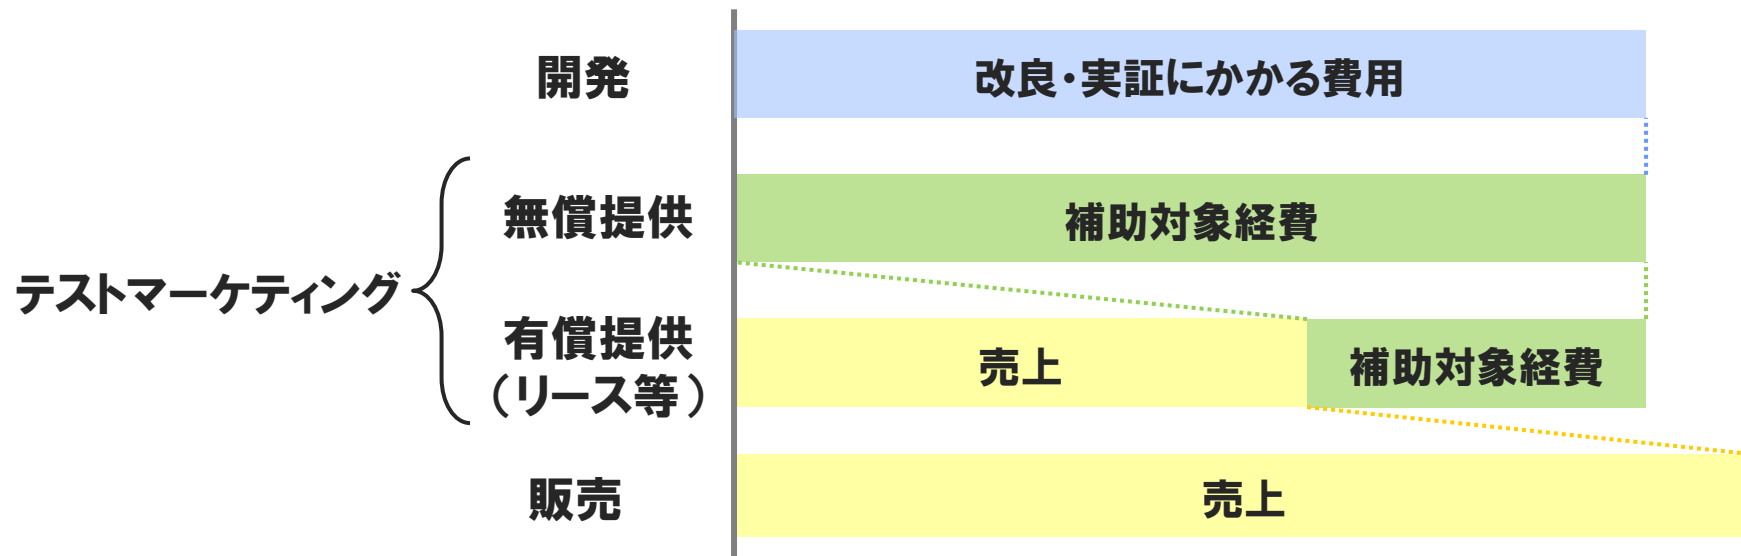 開発
改良・実証にかかる費用
無償提供
補助対象経費
テストマーケティング
有償提供
（リース等）
売上
補助対象経費
販売
売上